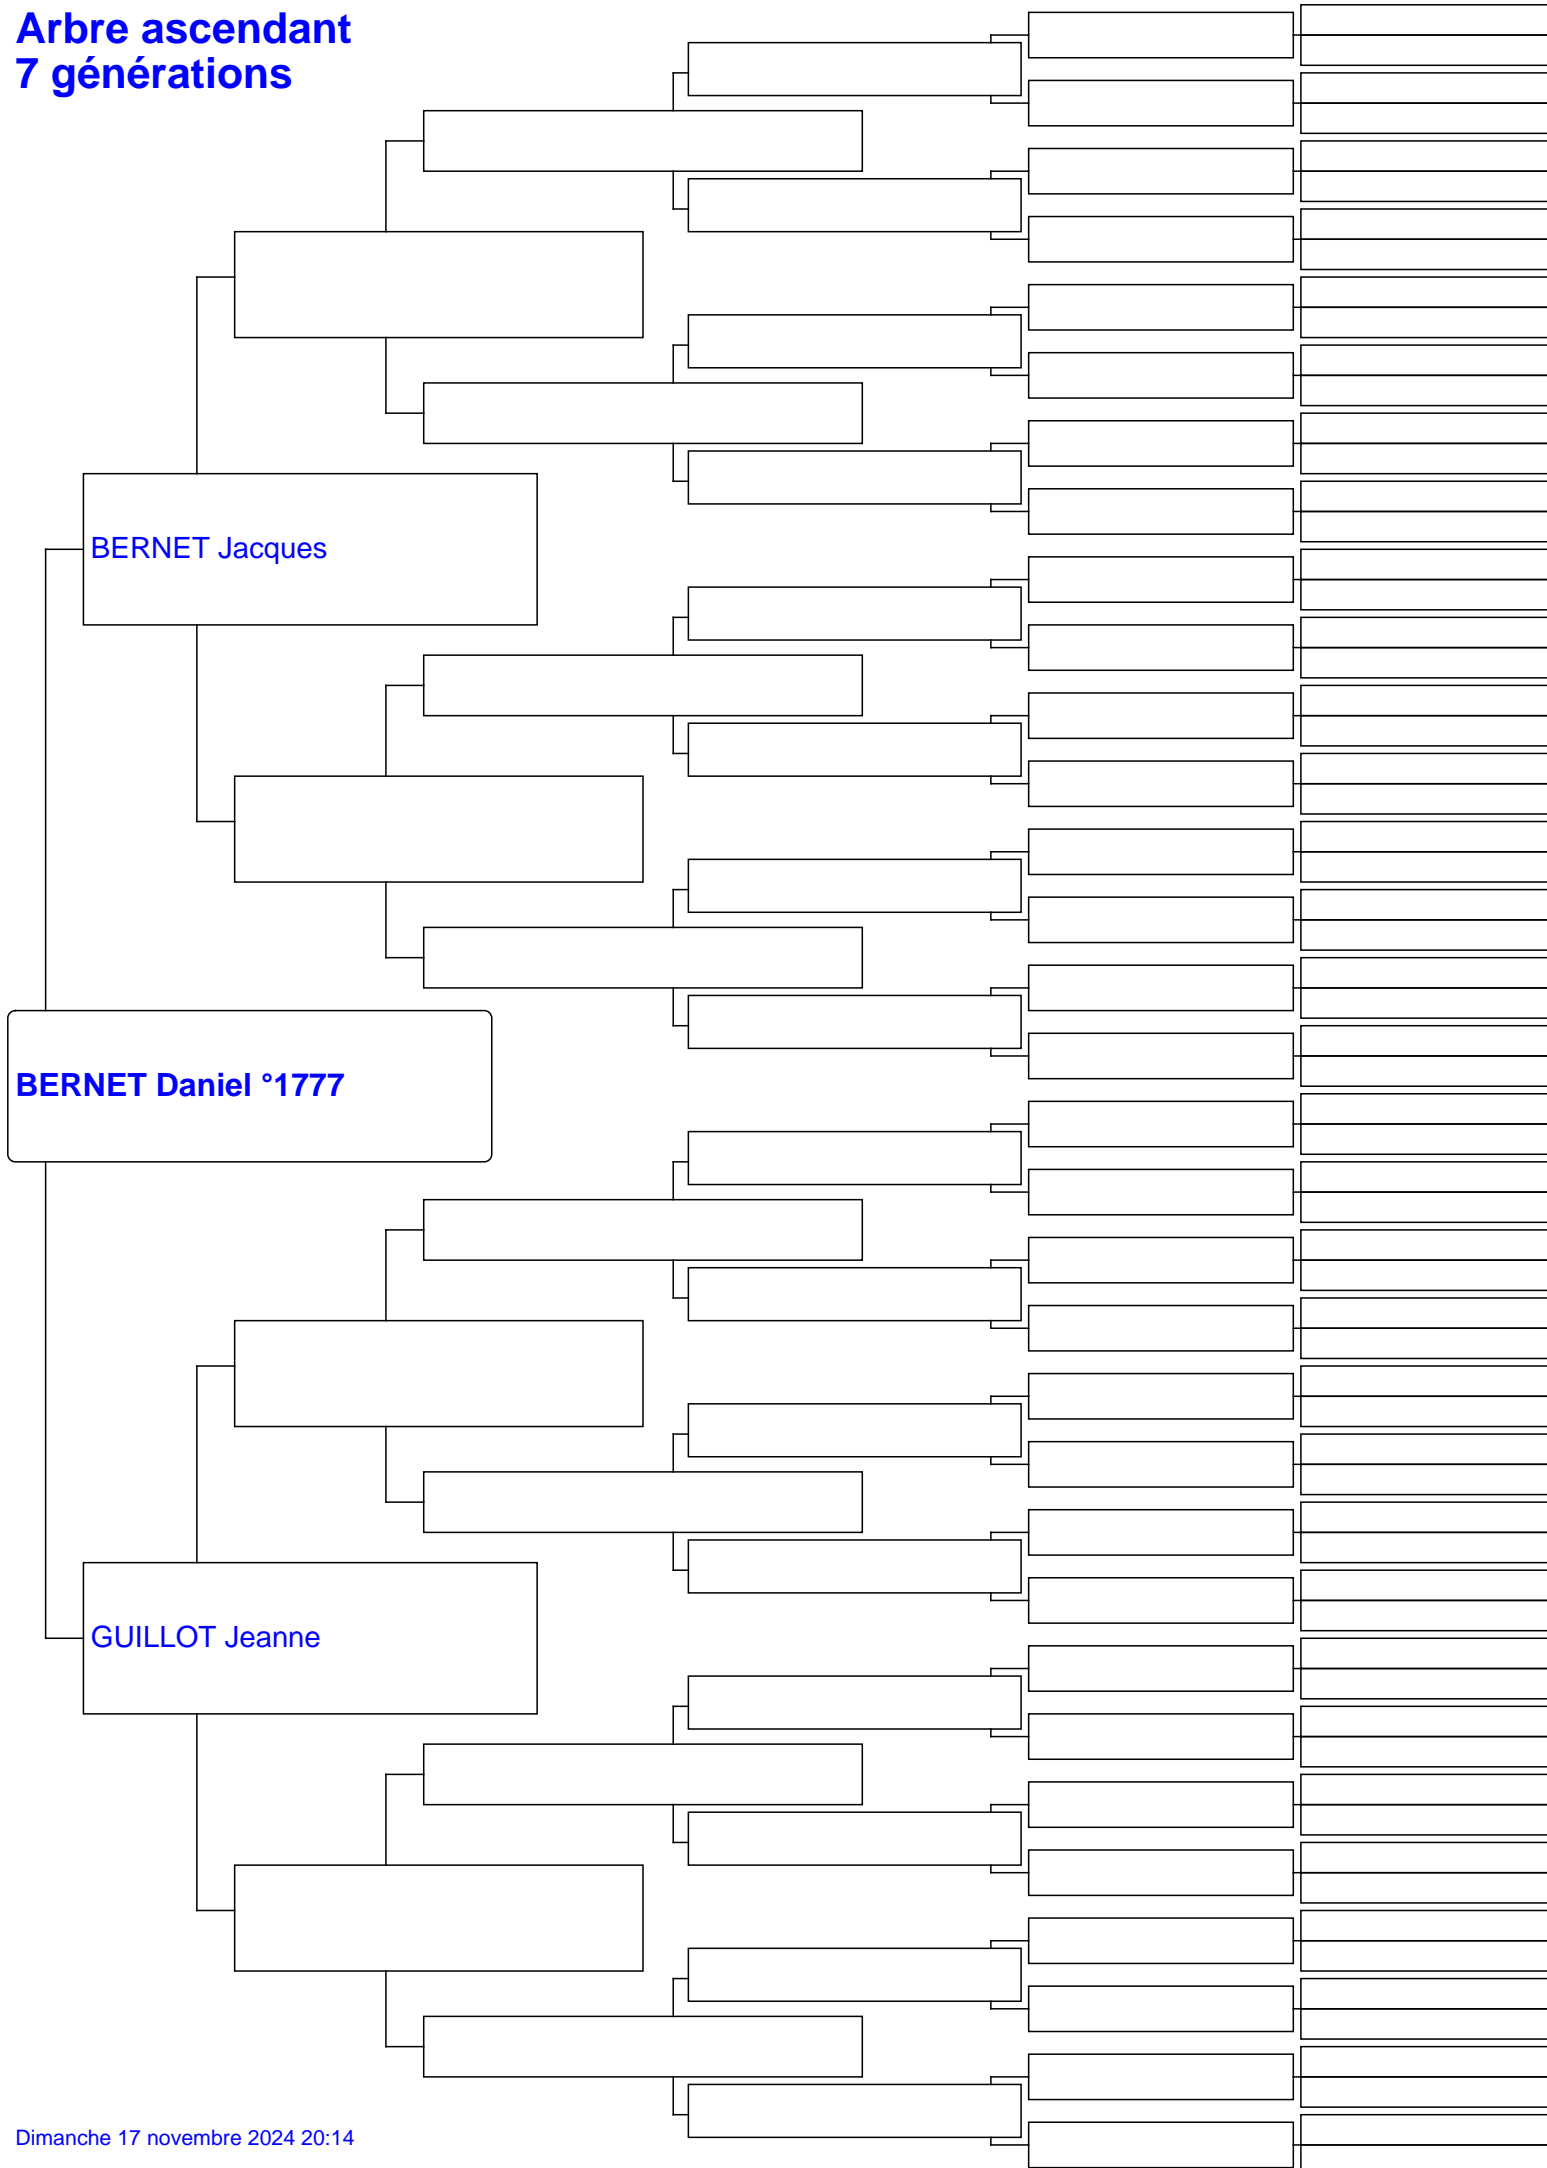 Arbre ascendant
7 générations
BERNET Jacques
BERNET Daniel °1777
GUILLOT Jeanne
Dimanche 17 novembre 2024 20:14